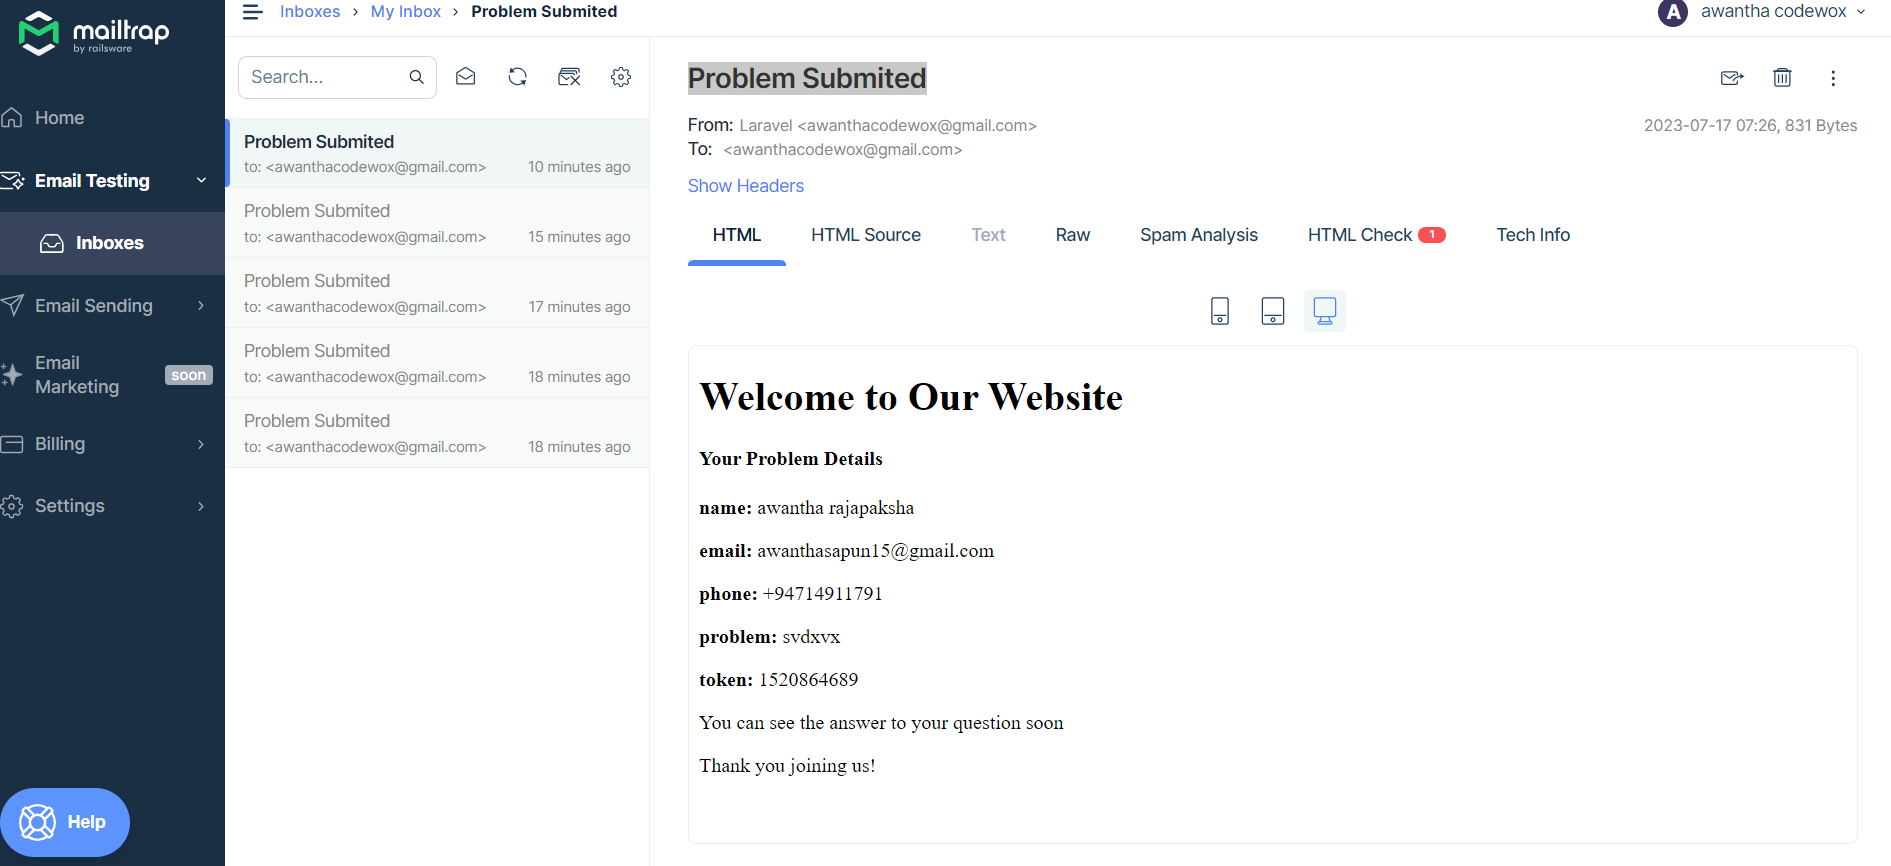 mailtrap
by railsware
Home
Email Testing
Inboxes
Email Sending
Email
Marketing
soon
Billing
Settings
Help
Inboxes › My Inbox › Problem Submited
A awantha codewox
Search...
Problem Submited
to: <awanthacodewox@gmail.com> 10 minutes ago
Problem Submited
to: <awanthacodewox@gmail.com> 15 minutes ago
Problem Submited
to: <awanthacodewox@gmail.com> 17 minutes ago
Problem Submited
to: <awanthacodewox@gmail.com> 18 minutes ago
Problem Submited
to: <awanthacodewox@gmail.com> 18 minutes ago
Problem Submited
From: Laravel <awanthacodewox@gmail.com> 2023-07-17 07:26, 831 Bytes
To: <awanthacodewox@gmail.com>
Show Headers
HTML HTML Source Text Raw Spam Analysis HTML Check 1 Tech Info
Welcome to Our Website
Your Problem Details
name: awantha rajapaksha
email: awanthasapun15@gmail.com
phone: +94714911791
problem: svdxvx
token: 1520864689
You can see the answer to your question soon
Thank you joining us!